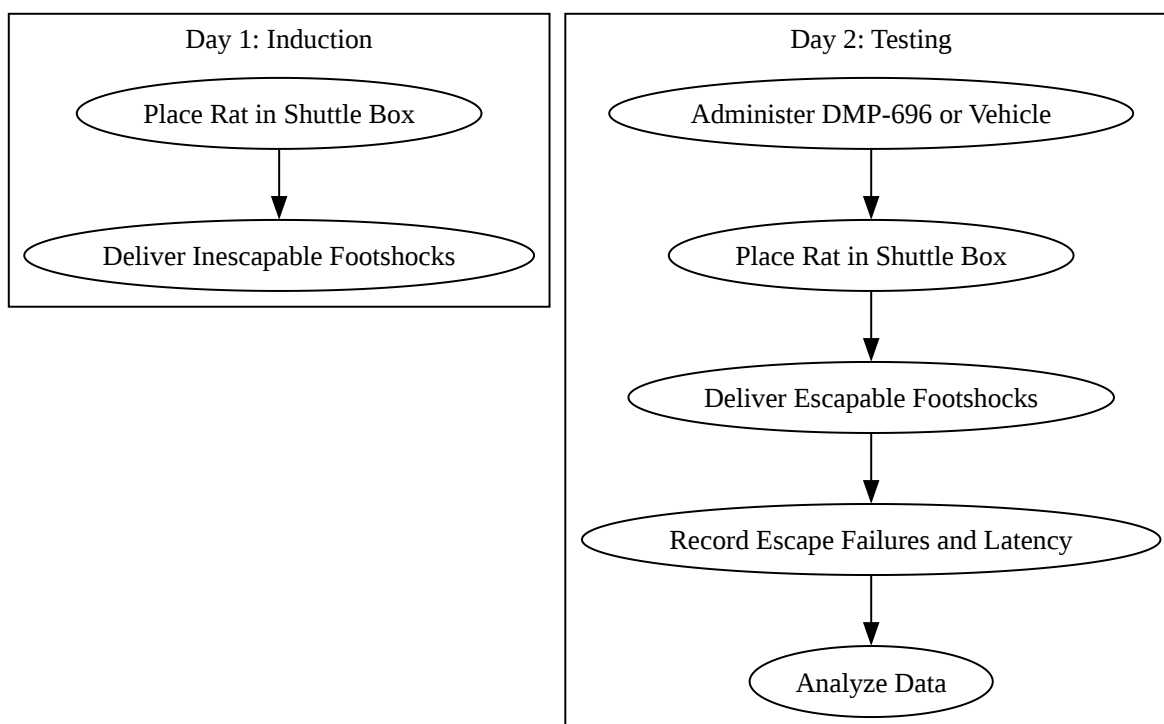 Day 1: Induction
Place Rat in Shuttle Box
Deliver Inescapable Footshocks
Day 2: Testing
Administer DMP-696 or Vehicle
Place Rat in Shuttle Box
Deliver Escapable Footshocks
Record Escape Failures and Latency
Analyze Data